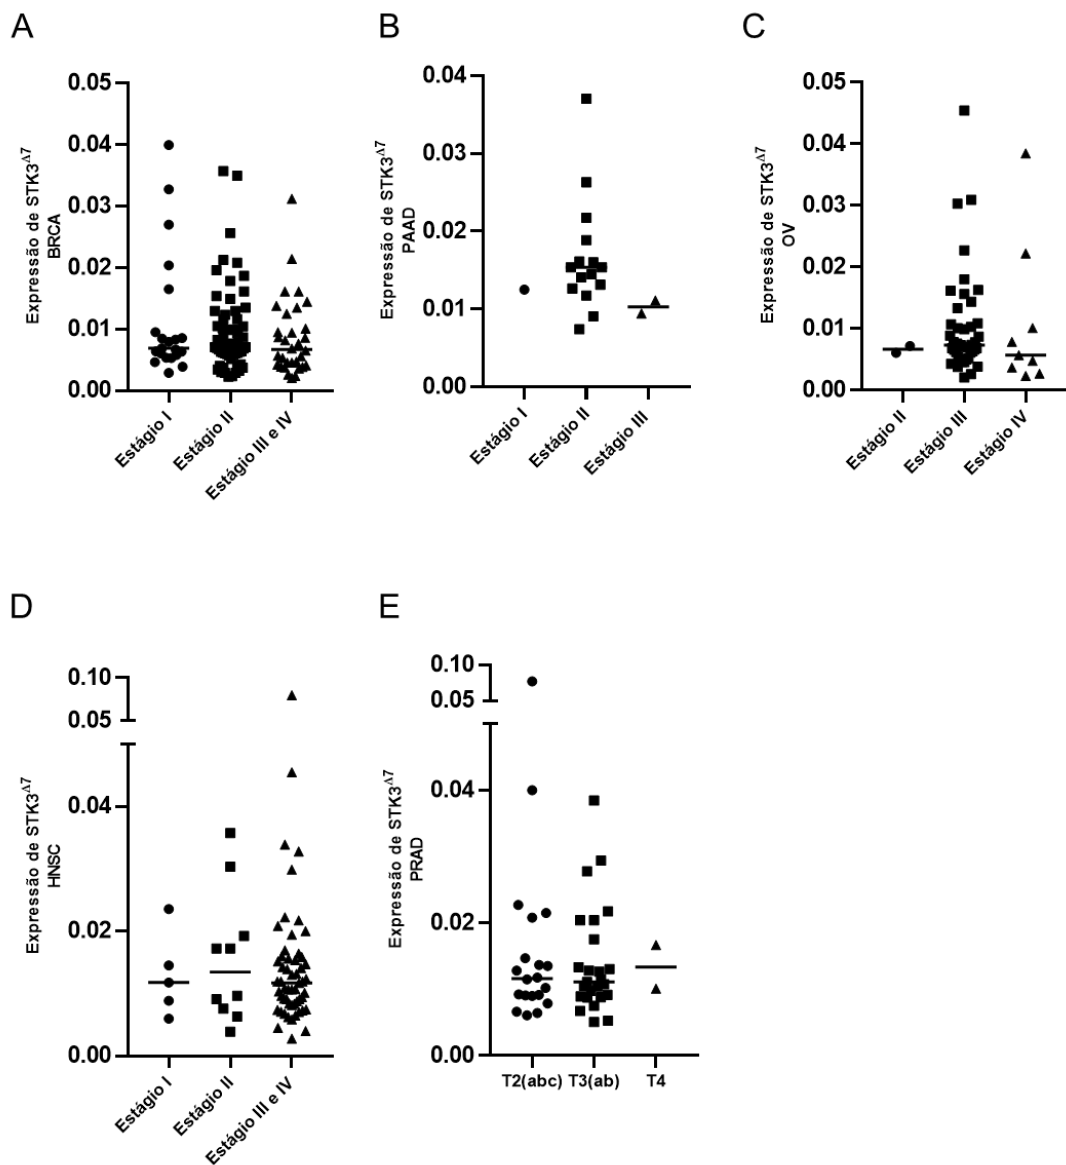 A
Expressão de STK3Δ7
BRCA
0.05
0.04
0.03
0.02
0.01
0.00
Estágio I
Estágio II
Estágio III e IV
B
Expressão de STK3Δ7
PAAD
0.04
0.03
0.02
0.01
0.00
Estágio I
Estágio II
Estágio III
C
Expressão de STK3Δ7
OV
0.05
0.04
0.03
0.02
0.01
0.00
Estágio II
Estágio III
Estágio IV
D
Expressão de STK3Δ7
HNSC
0.10
0.05
0.04
0.02
0.00
Estágio I
Estágio II
Estágio III e IV
E
Expressão de STK3Δ7
PRAD
0.10
0.05
0.04
0.02
0.00
T2(abc)
T3(ab)
T4